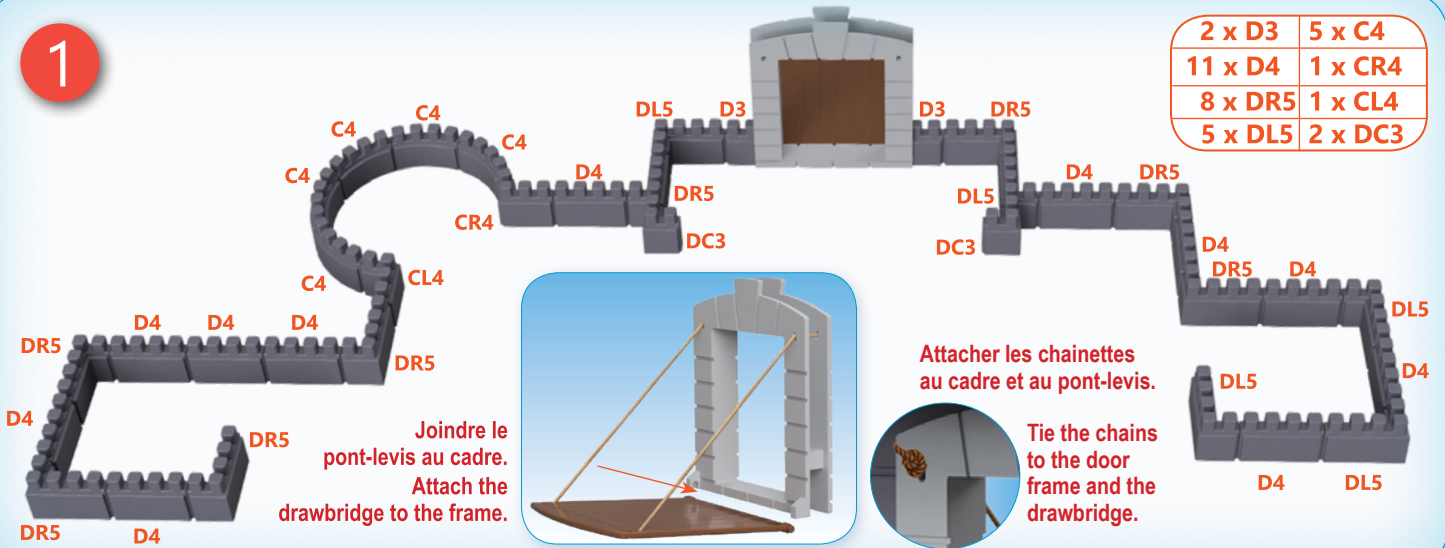 1
2 x D3 5 x C4
11 x D4 1 x CR4
8 x DR5 1 x CL4
5 x DL5 2 x DC3
C4
C4
C4
C4
C4
CR4
D4
DL5
D3
DR5
DC3
D3
DR5
DL5
DC3
D4
DR5
D4
DR5
D4
DL5
D4
DL5
D4
DL5
CL4
DR5
D4
D4
D4
DR5
D4
DR5
D4
DR5
Joindre le
pont-levis au cadre.
Attach the
drawbridge to the frame.
Attacher les chainettes
au cadre et au pont-levis.
Tie the chains
to the door
frame and the
drawbridge.